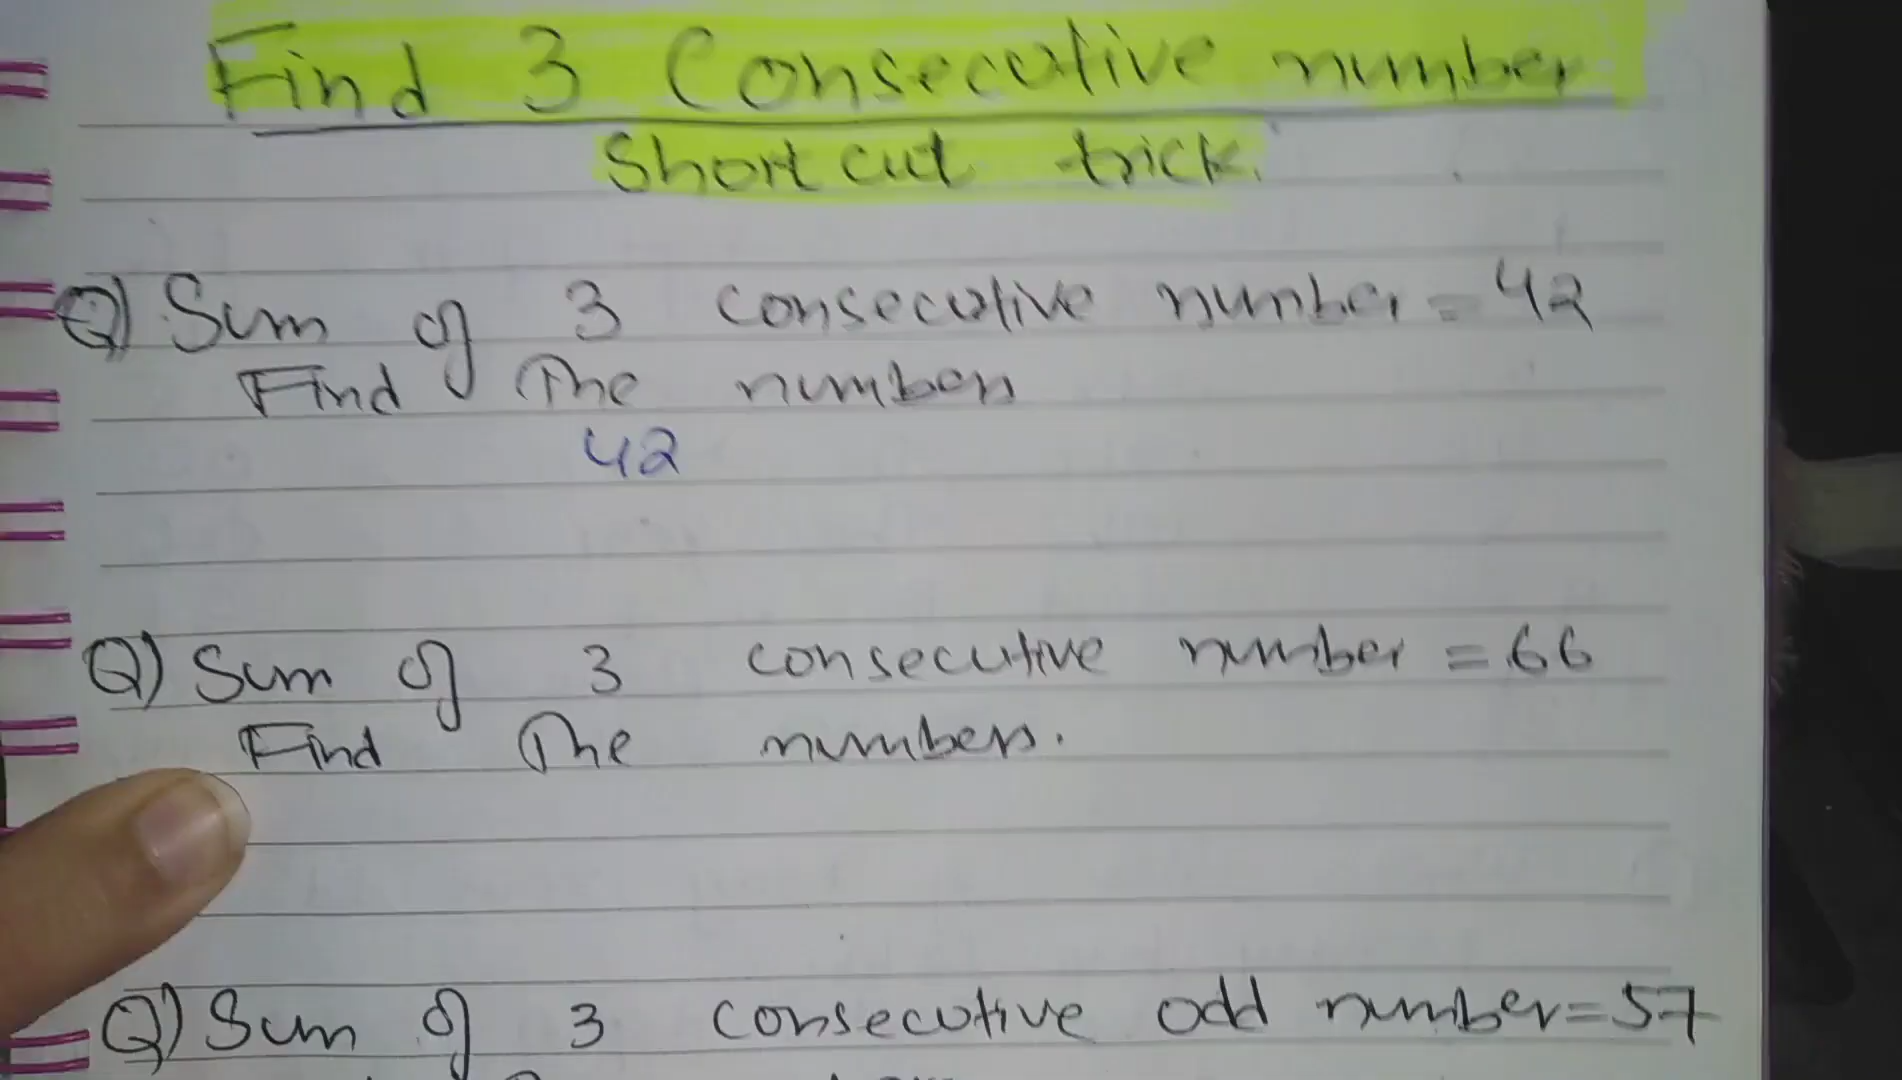 Find 3 Consecutive number
Short cut trick.
Q) Sum of 3 consecutive number = 42
Find The numbers
42
Q) Sum of 3 consecutive number = 66
Find The numbers.
Q) Sum of 3 consecutive odd number = 57